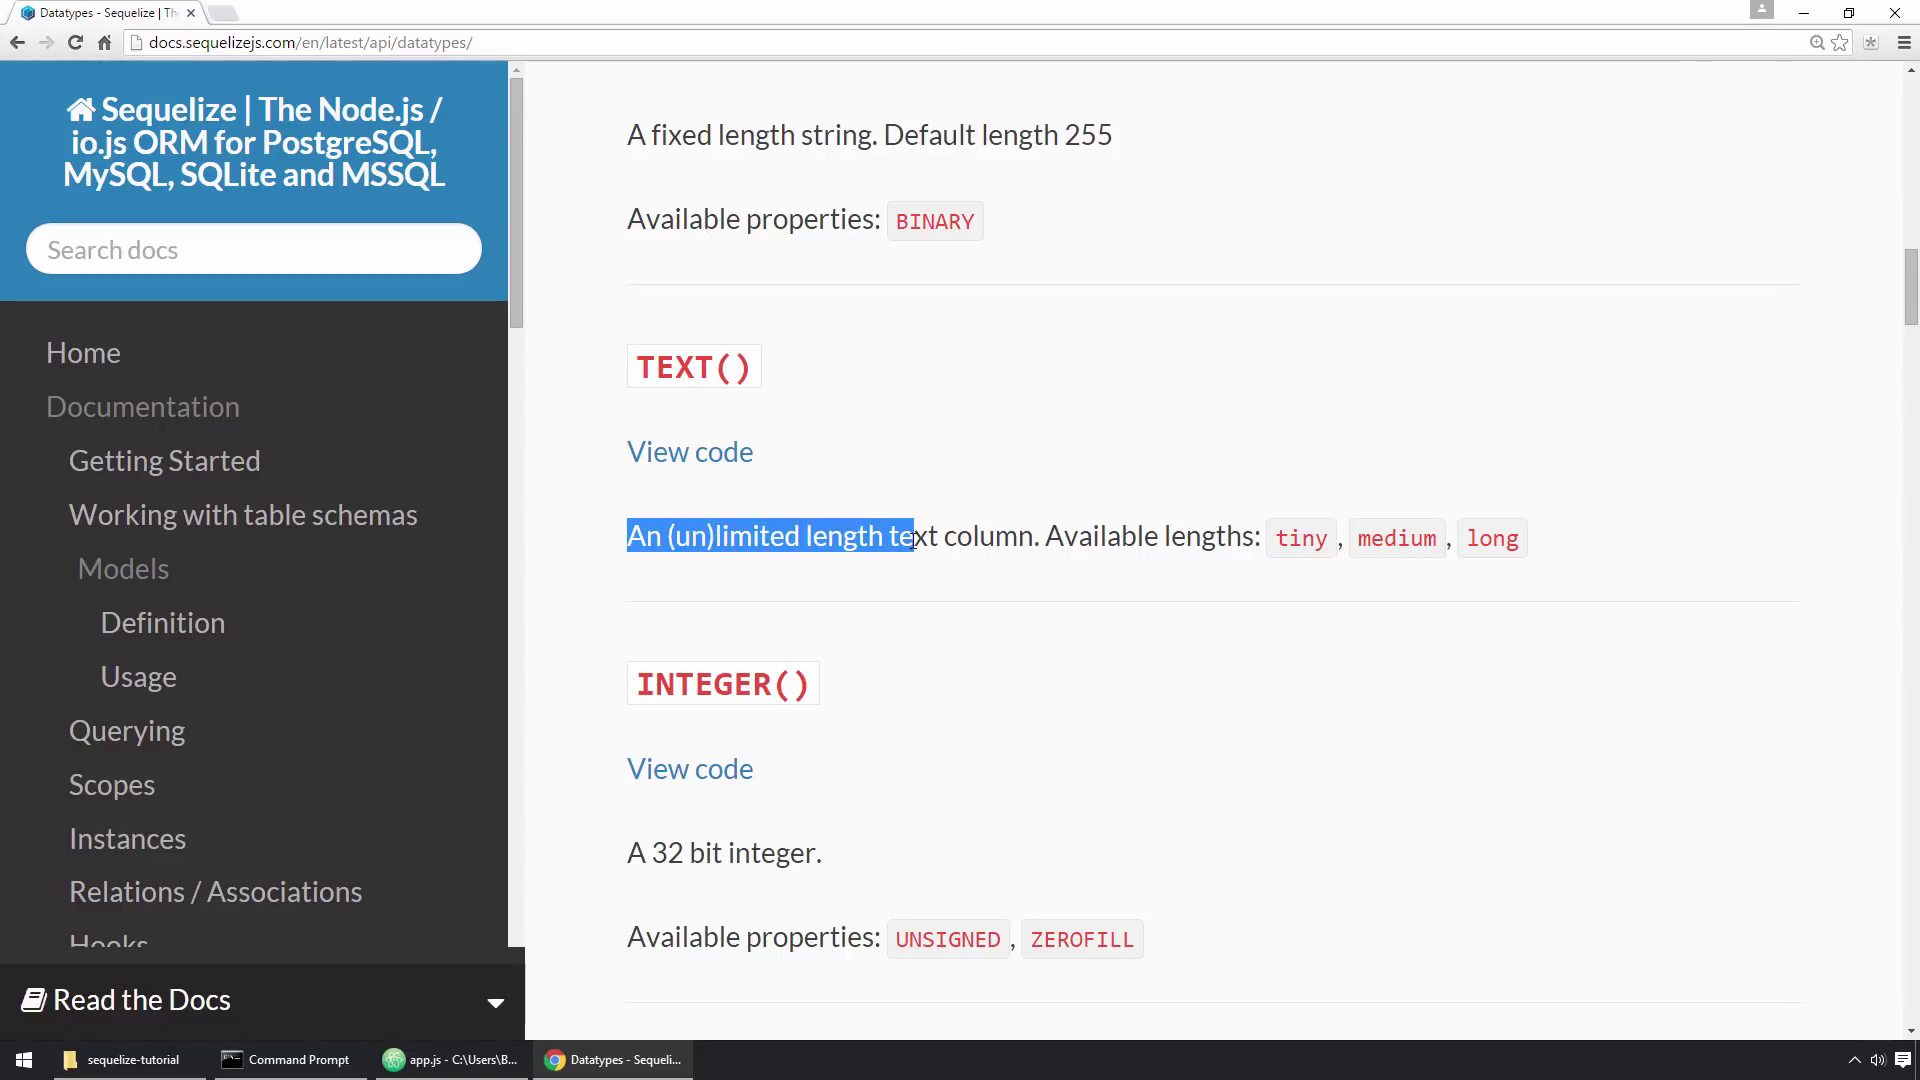 Datatypes - Sequelize | Th
docs.sequelizejs.com/en/latest/api/datatypes/
Sequelize | The Node.js /
io.js ORM for PostgreSQL,
MySQL, SQLite and MSSQL
Search docs
Home
Documentation
Getting Started
Working with table schemas
Models
Definition
Usage
Querying
Scopes
Instances
Relations / Associations
Hooks
Read the Docs
A fixed length string. Default length 255
Available properties: BINARY
TEXT()
View code
An (un)limited length text column. Available lengths: tiny , medium , long
INTEGER()
View code
A 32 bit integer.
Available properties: UNSIGNED , ZEROFILL
sequelize-tutorial
Command Prompt
app.js - C:\Users\B...
Datatypes - Sequeli...